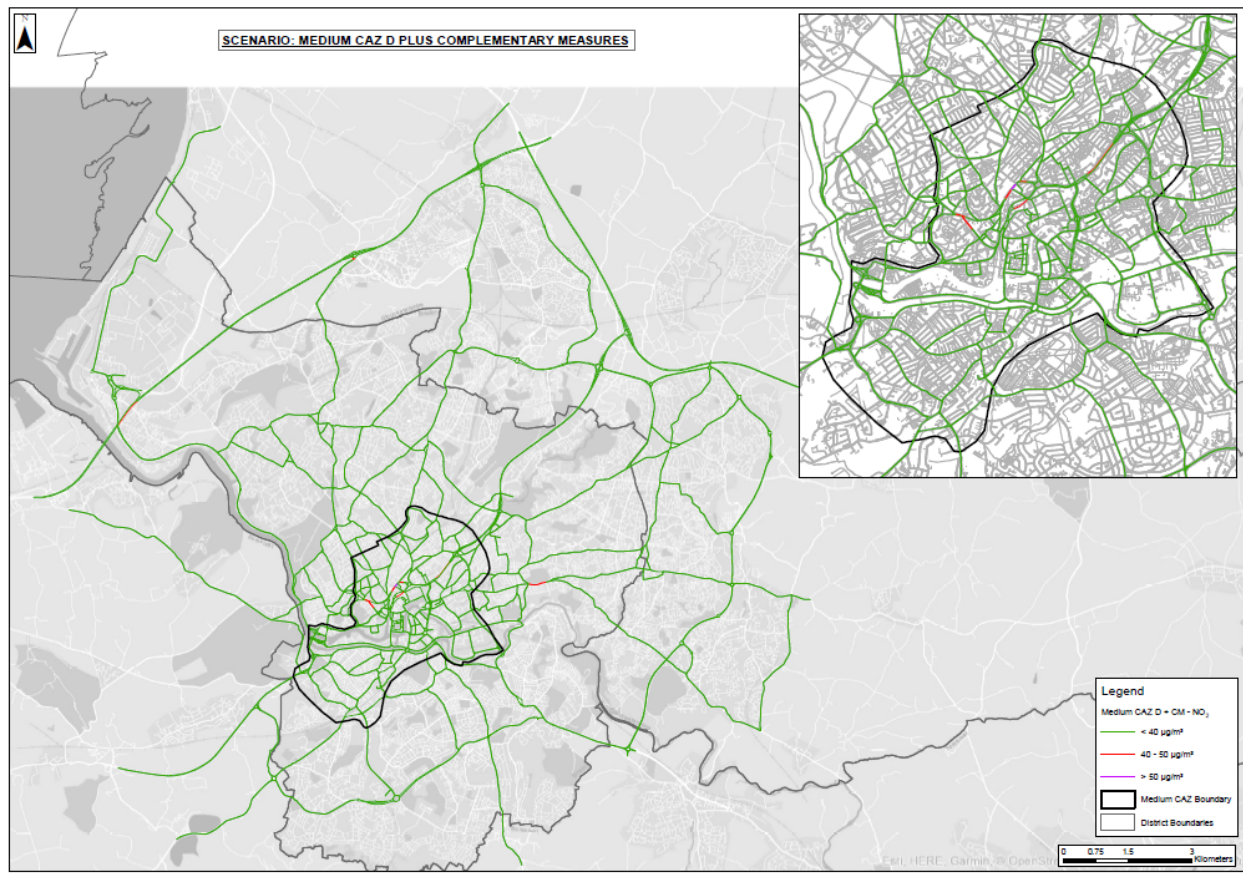 N
SCENARIO: MEDIUM CAZ D PLUS COMPLEMENTARY MEASURES
Legend
Medium CAZ D + CM - NO₂
< 40 µg/m³
40 - 50 µg/m³
> 50 µg/m³
Medium CAZ Boundary
District Boundaries
Esri, HERE, Garmin, © OpenStr
0 0.75 1.5 3
Kilometers